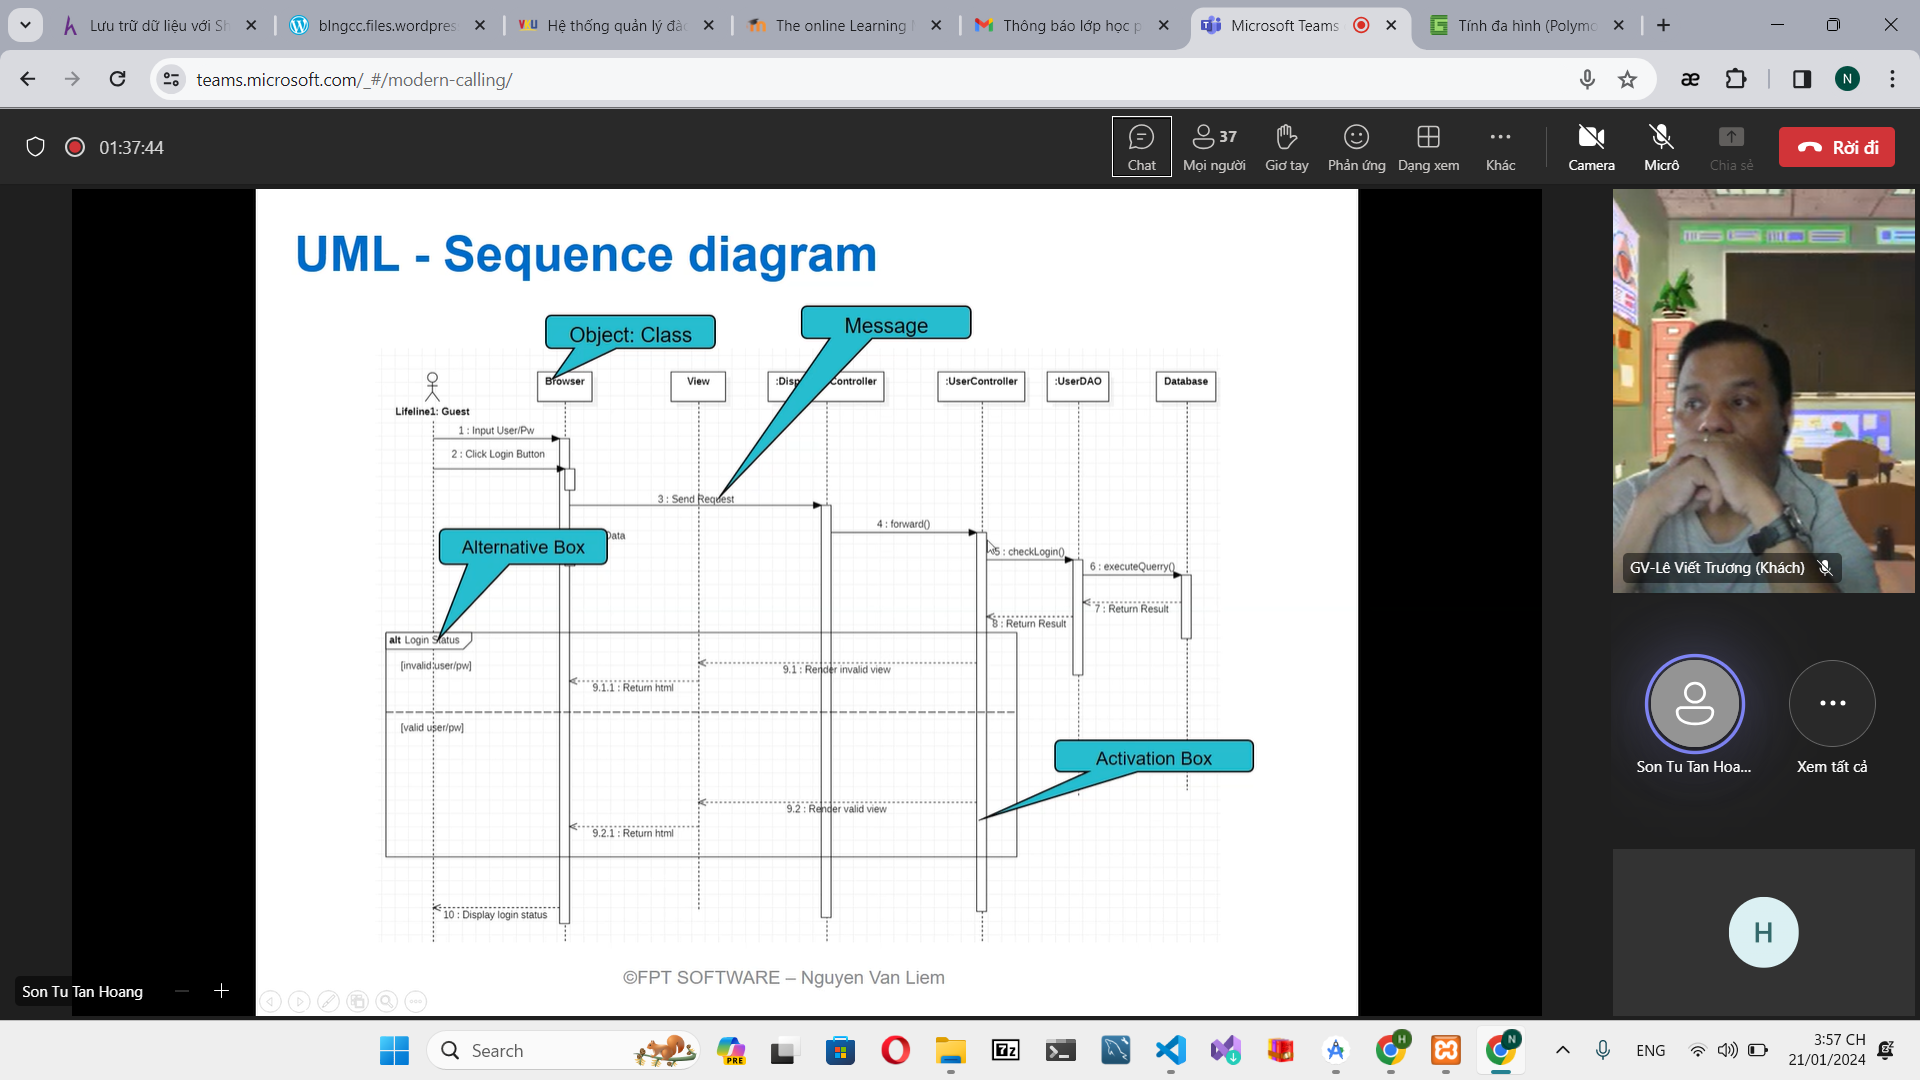 Lưu trữ dữ liệu với Sh
blngcc.files.wordpres
VKU Hệ thống quản lý đào
The online Learning M
Thông báo lớp học p
Microsoft Teams
Tính đa hình (Polymo
teams.microsoft.com/_#/modern-calling/
æ
N
01:37:44
Chat
37
Mọi người
Giơ tay
Phản ứng
Dạng xem
Khác
Camera
Micrô
Chia sẻ
Rời đi
UML - Sequence diagram
Object: Class
Message
Browser
View
Controller
:UserController
:UserDAO
Database
Lifeline1: Guest
1 : Input User/Pw
2 : Click Login Button
3 : Send Request
4 : forward()
Alternative Box
Data
5 : checkLogin()
6 : executeQuerry()
7 : Return Result
8 : Return Result
alt Login Status
[invalid user/pw]
9.1 : Render invalid view
9.1.1 : Return html
[valid user/pw]
Activation Box
9.2 : Render valid view
9.2.1 : Return html
10 : Display login status
©FPT SOFTWARE – Nguyen Van Liem
Son Tu Tan Hoang
GV-Lê Viết Trương (Khách)
Son Tu Tan Hoa...
Xem tất cả
H
Search
PRE
7z
H
N
ENG
3:57 CH
21/01/2024